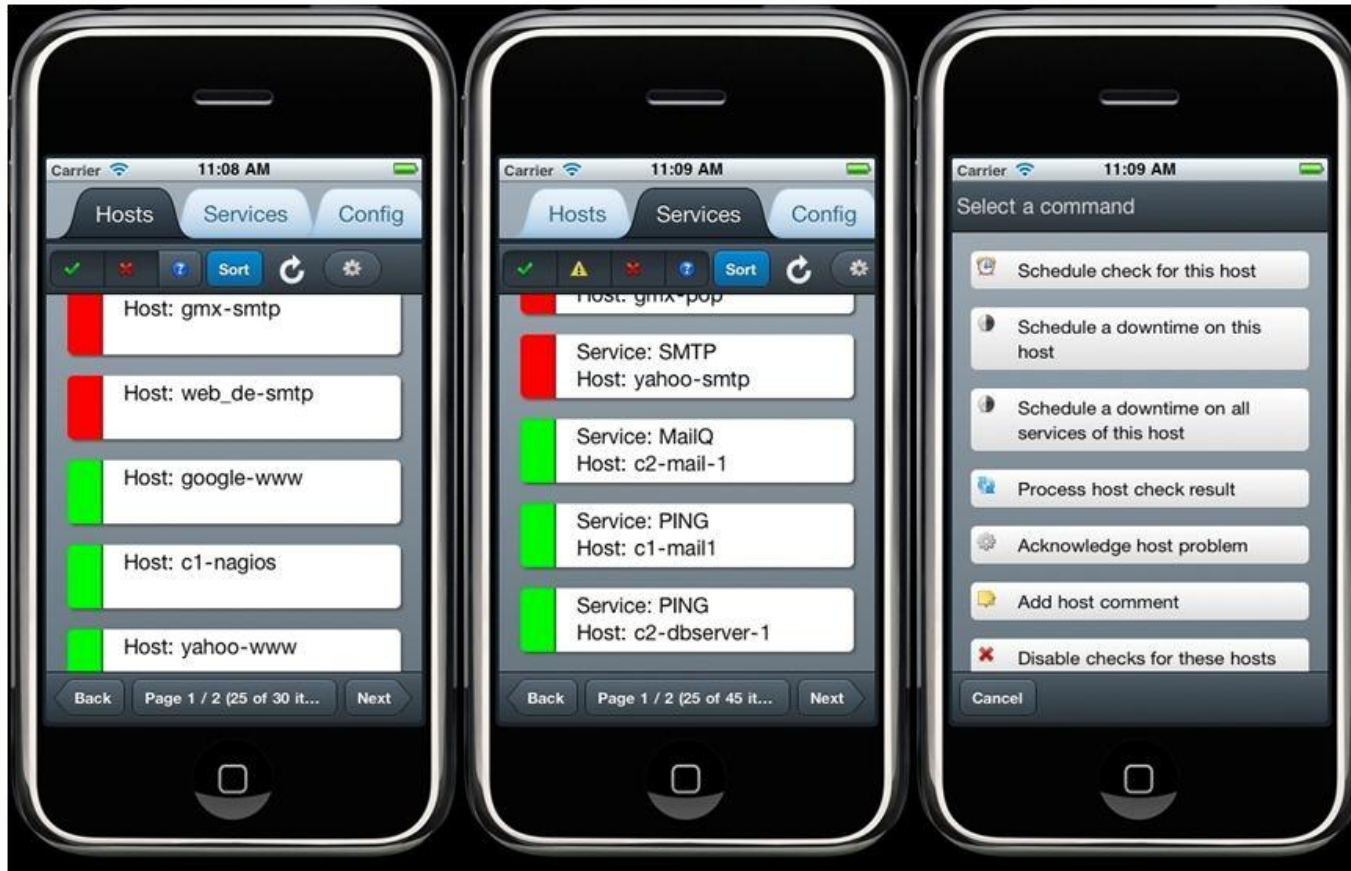 Carrier 11:08 AM
Hosts Services Config
Sort
Host: gmx-smtp
Host: web_de-smtp
Host: google-www
Host: c1-nagios
Host: yahoo-www
Back Page 1 / 2 (25 of 30 it... Next
Carrier 11:09 AM
Hosts Services Config
Sort
Host: gmx-pop
Service: SMTP
Host: yahoo-smtp
Service: MailQ
Host: c2-mail-1
Service: PING
Host: c1-mail1
Service: PING
Host: c2-dbserver-1
Back Page 1 / 2 (25 of 45 it... Next
Carrier 11:09 AM
Select a command
Schedule check for this host
Schedule a downtime on this
host
Schedule a downtime on all
services of this host
Process host check result
Acknowledge host problem
Add host comment
Disable checks for these hosts
Cancel